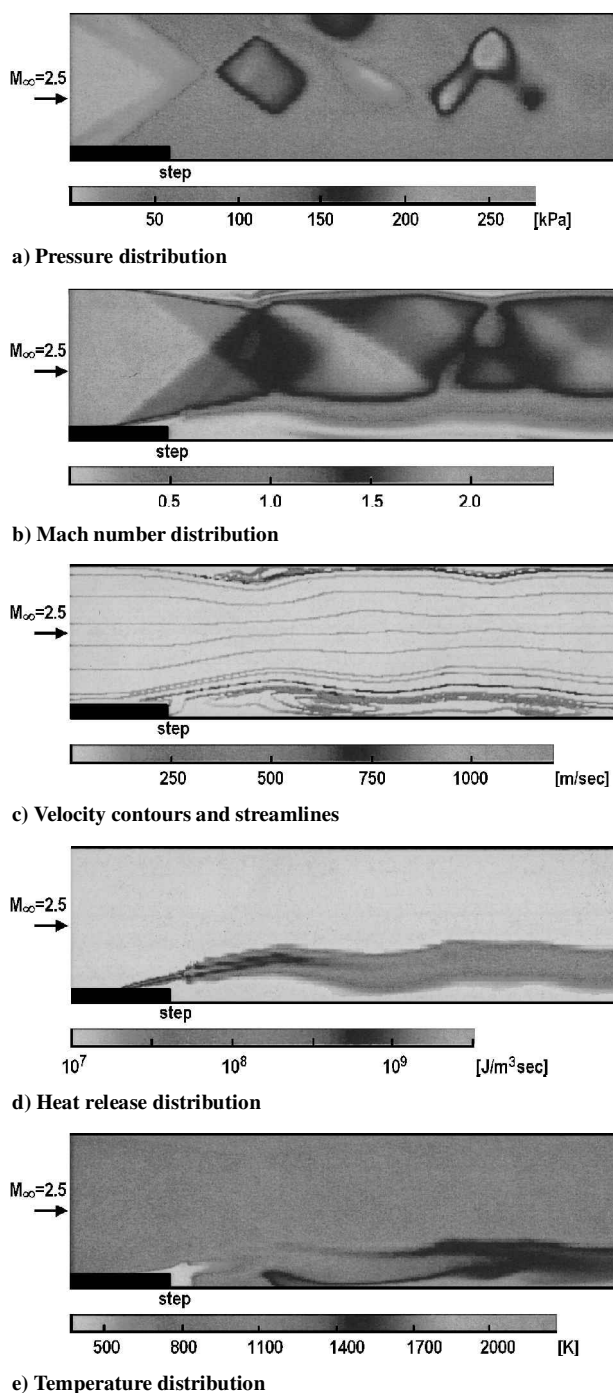 M∞=2.5
step
50 100 150 200 250 [kPa]
a) Pressure distribution
M∞=2.5
step
0.5 1.0 1.5 2.0
b) Mach number distribution
M∞=2.5
step
250 500 750 1000 [m/sec]
c) Velocity contours and streamlines
M∞=2.5
step
10⁷ 10⁸ 10⁹ [J/m³sec]
d) Heat release distribution
M∞=2.5
step
500 800 1100 1400 1700 2000 [K]
e) Temperature distribution